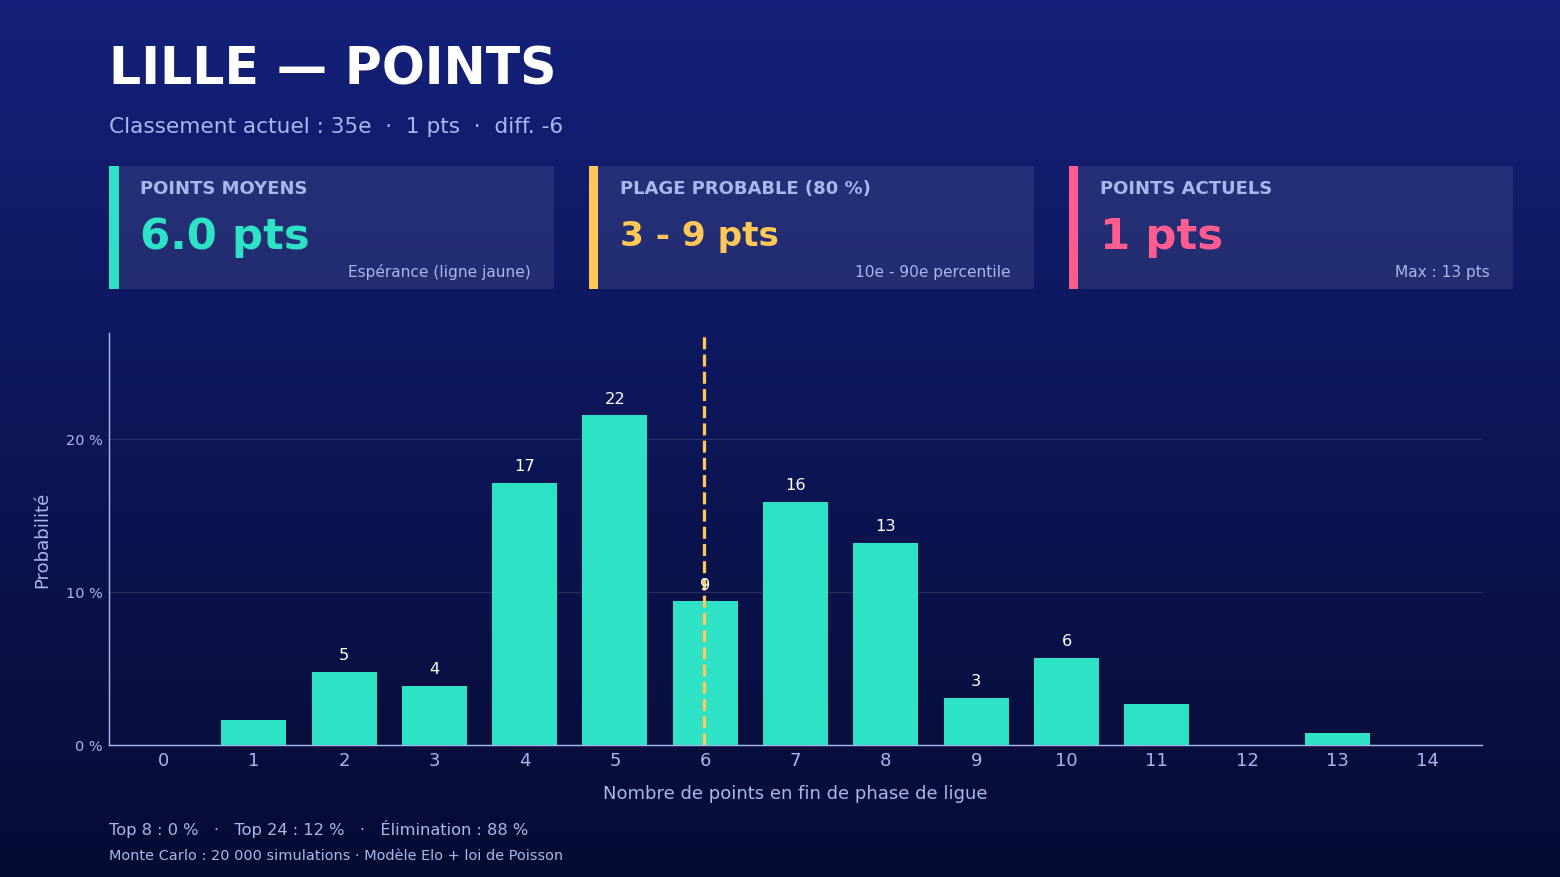 LILLE — POINTS
Classement actuel : 35e · 1 pts · diff. -6
POINTS MOYENS
6.0 pts
Espérance (ligne jaune)
PLAGE PROBABLE (80 %)
3 - 9 pts
10e - 90e percentile
POINTS ACTUELS
1 pts
Max : 13 pts
Probabilité
20 %
10 %
0 %
5
4
17
22
9
16
13
3
6
0 1 2 3 4 5 6 7 8 9 10 11 12 13 14
Nombre de points en fin de phase de ligue
Top 8 : 0 % · Top 24 : 12 % · Élimination : 88 %
Monte Carlo : 20 000 simulations · Modèle Elo + loi de Poisson